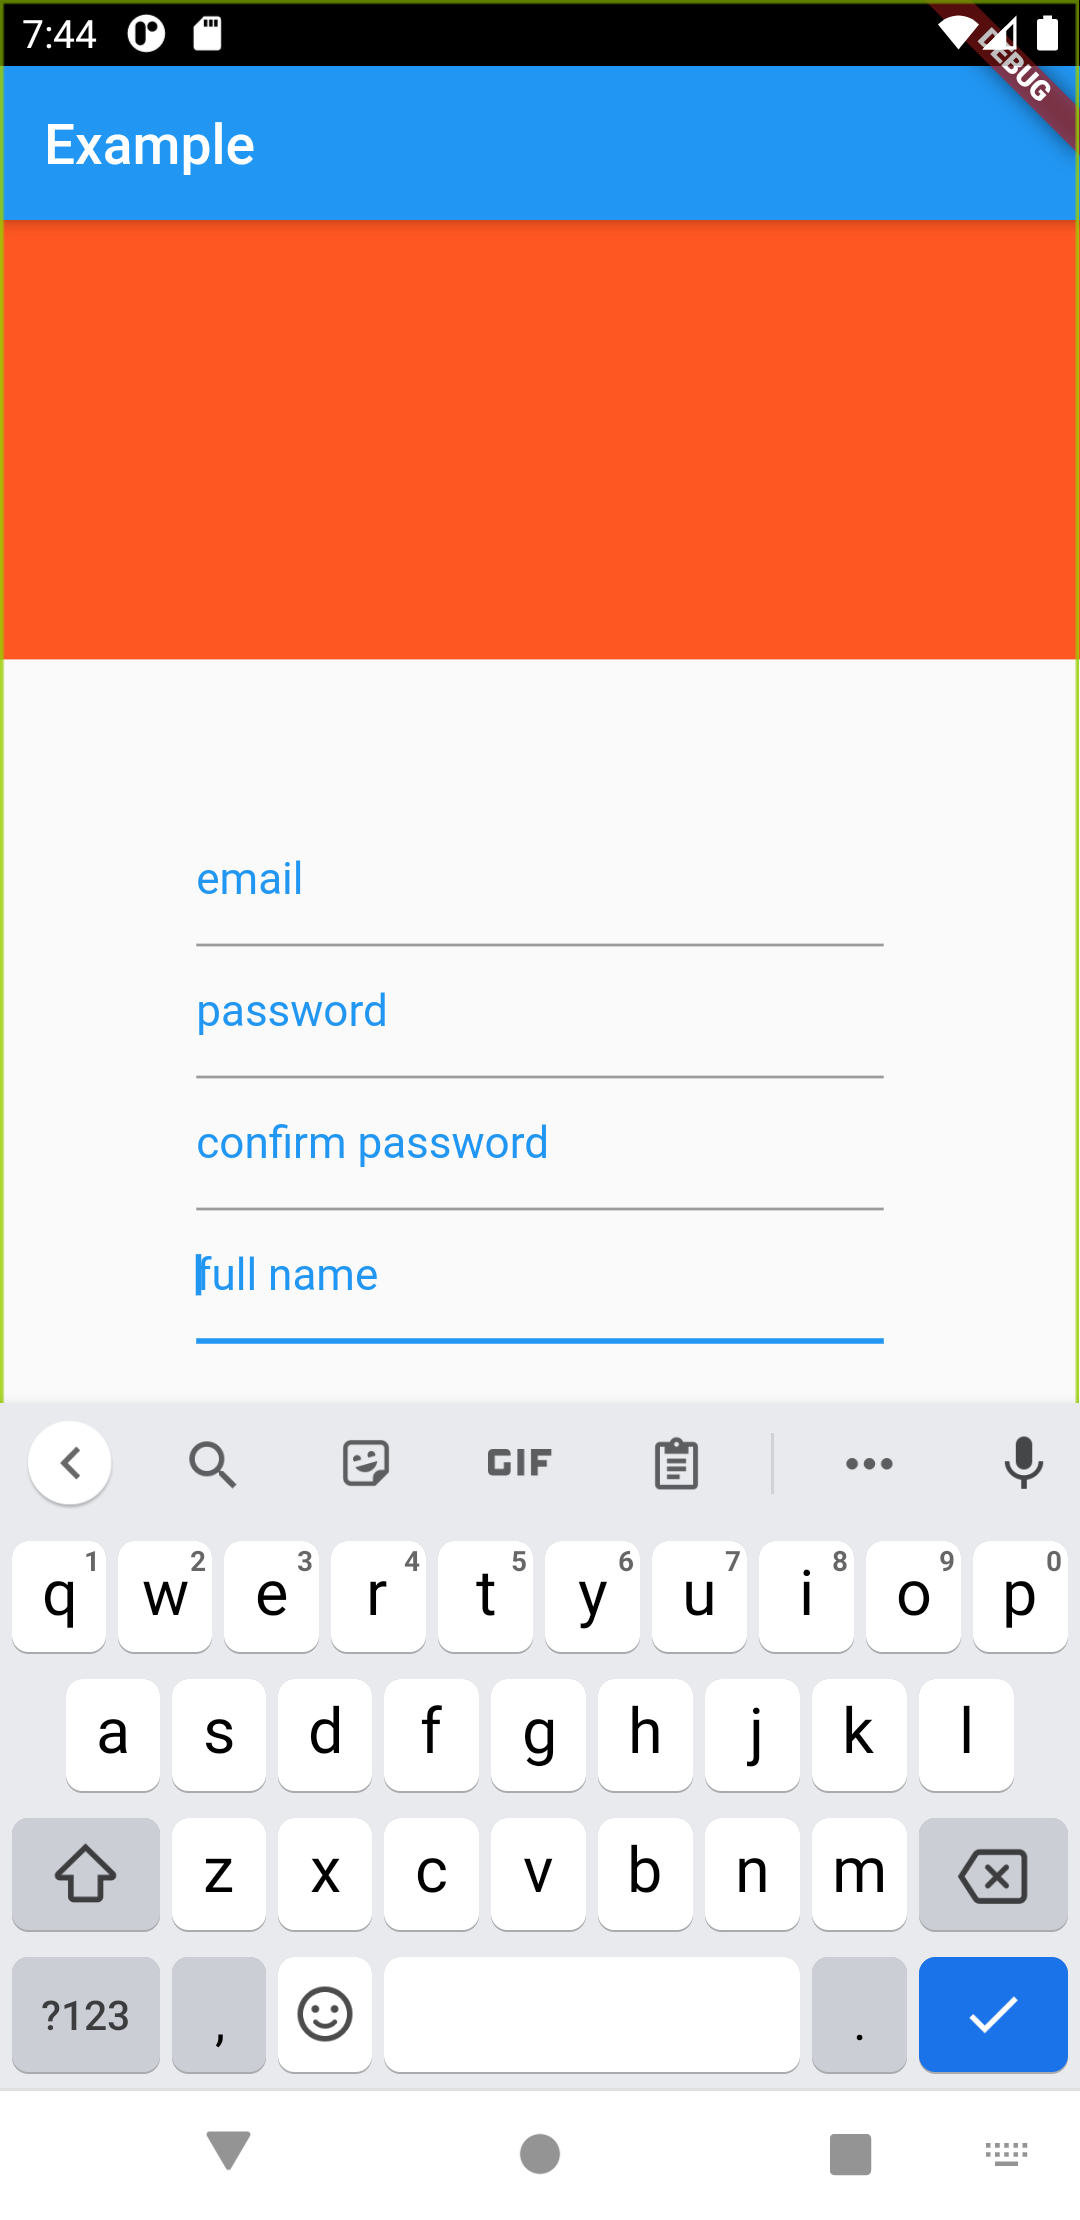 7:44
DEBUG
Example
email
password
confirm password
full name
GIF
q 1 w 2 e 3 r 4 t 5 y 6 u 7 i 8 o 9 p 0
a s d f g h j k l
z x c v b n m
?123 , .